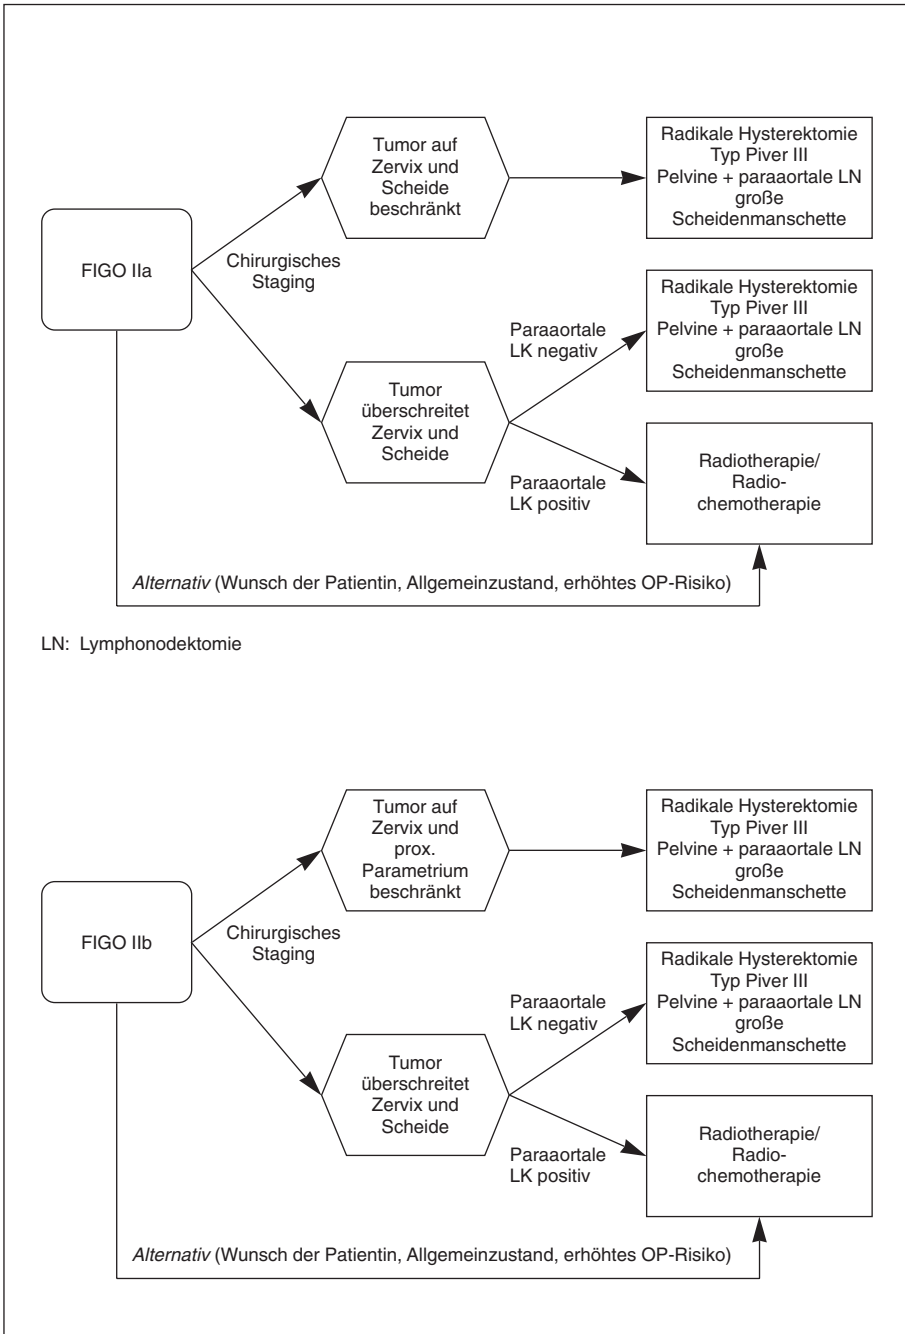 Tumor auf
Zervix und
Scheide
beschränkt
Radikale Hysterektomie
Typ Piver III
Pelvine + paraaortale LN
große
Scheidenmanschette
FIGO IIa
Chirurgisches
Staging
Radikale Hysterektomie
Typ Piver III
Pelvine + paraaortale LN
große
Scheidenmanschette
Paraaortale
LK negativ
Tumor
überschreitet
Zervix und
Scheide
Paraaortale
LK positiv
Radiotherapie/
Radio-
chemotherapie
Alternativ (Wunsch der Patientin, Allgemeinzustand, erhöhtes OP-Risiko)
LN: Lymphonodektomie
Tumor auf
Zervix und
prox.
Parametrium
beschränkt
Radikale Hysterektomie
Typ Piver III
Pelvine + paraaortale LN
große
Scheidenmanschette
FIGO IIb
Chirurgisches
Staging
Radikale Hysterektomie
Typ Piver III
Pelvine + paraaortale LN
große
Scheidenmanschette
Paraaortale
LK negativ
Tumor
überschreitet
Zervix und
Scheide
Paraaortale
LK positiv
Radiotherapie/
Radio-
chemotherapie
Alternativ (Wunsch der Patientin, Allgemeinzustand, erhöhtes OP-Risiko)